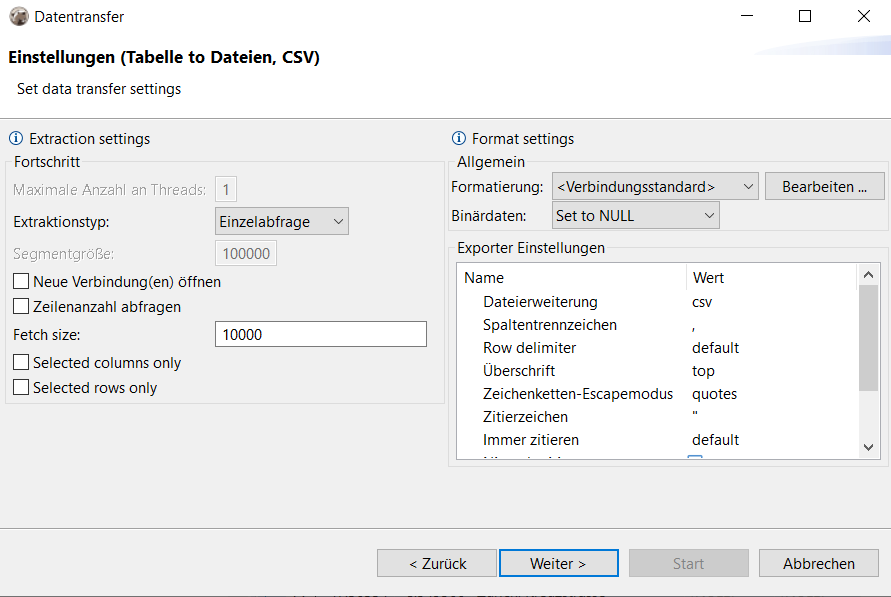 Datentransfer
Einstellungen (Tabelle to Dateien, CSV)
Set data transfer settings
Extraction settings
Fortschritt
Maximale Anzahl an Threads: 1
Extraktionstyp: Einzelabfrage
Segmentgröße: 100000
Neue Verbindung(en) öffnen
Zeilenanzahl abfragen
Fetch size: 10000
Selected columns only
Selected rows only
Format settings
Allgemein
Formatierung: <Verbindungsstandard> Bearbeiten ...
Binärdaten: Set to NULL
Exporter Einstellungen
Name Wert
Dateierweiterung csv
Spaltentrennzeichen ,
Row delimiter default
Überschrift top
Zeichenketten-Escapemodus quotes
Zitierzeichen "
Immer zitieren default
< Zurück Weiter > Start Abbrechen